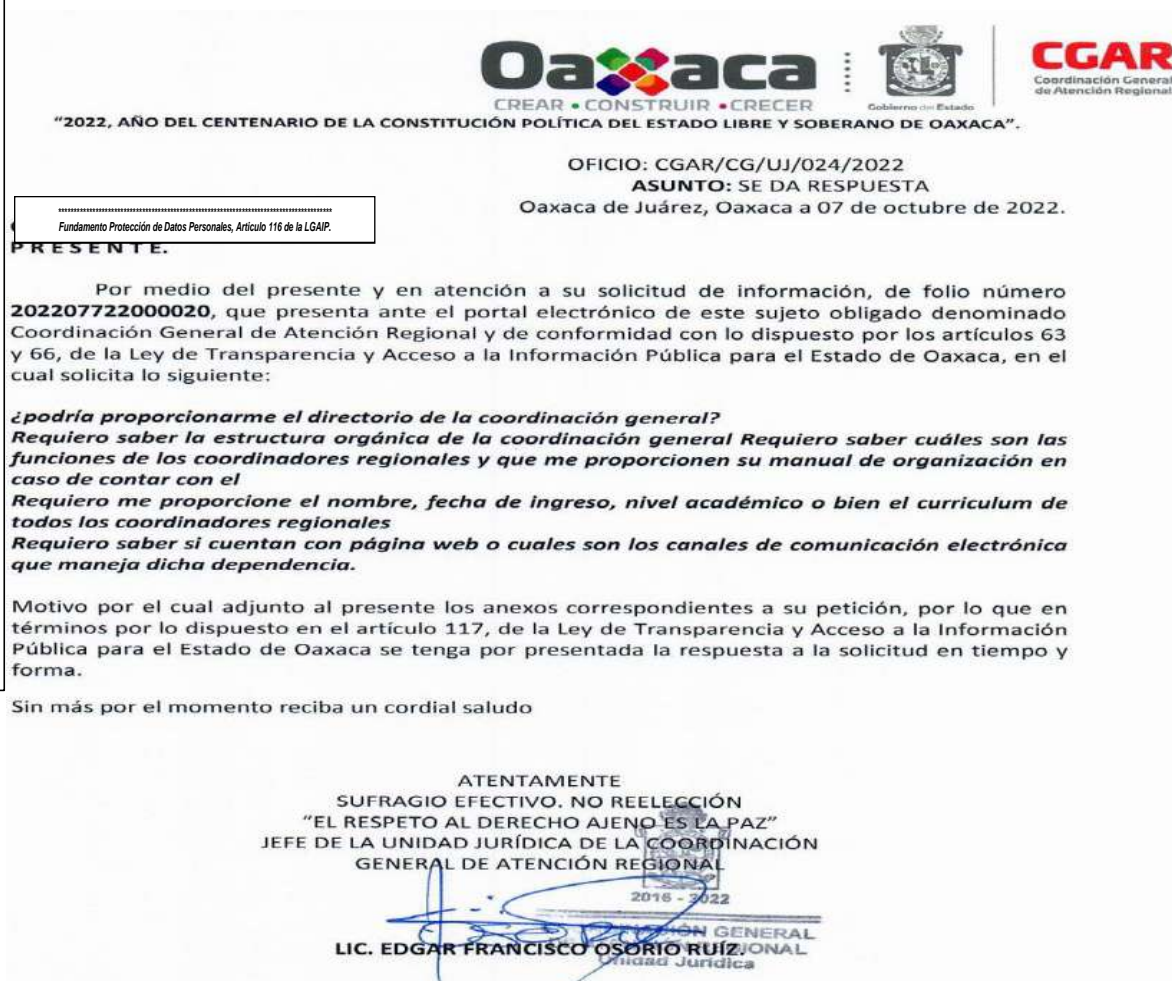 Oaxaca
CREAR • CONSTRUIR • CRECER
Gobierno del Estado
CGAR
Coordinación General
de Atención Regional
"2022, AÑO DEL CENTENARIO DE LA CONSTITUCIÓN POLÍTICA DEL ESTADO LIBRE Y SOBERANO DE OAXACA".
OFICIO: CGAR/CG/UJ/024/2022
ASUNTO: SE DA RESPUESTA
Oaxaca de Juárez, Oaxaca a 07 de octubre de 2022.
Fundamento Protección de Datos Personales, Artículo 116 de la LGAIP.
P R E S E N T E.
Por medio del presente y en atención a su solicitud de información, de folio número
202207722000020, que presenta ante el portal electrónico de este sujeto obligado denominado
Coordinación General de Atención Regional y de conformidad con lo dispuesto por los artículos 63
y 66, de la Ley de Transparencia y Acceso a la Información Pública para el Estado de Oaxaca, en el
cual solicita lo siguiente:
¿podría proporcionarme el directorio de la coordinación general?
Requiero saber la estructura orgánica de la coordinación general Requiero saber cuáles son las
funciones de los coordinadores regionales y que me proporcionen su manual de organización en
caso de contar con el
Requiero me proporcione el nombre, fecha de ingreso, nivel académico o bien el curriculum de
todos los coordinadores regionales
Requiero saber si cuentan con página web o cuales son los canales de comunicación electrónica
que maneja dicha dependencia.
Motivo por el cual adjunto al presente los anexos correspondientes a su petición, por lo que en
términos por lo dispuesto en el artículo 117, de la Ley de Transparencia y Acceso a la Información
Pública para el Estado de Oaxaca se tenga por presentada la respuesta a la solicitud en tiempo y
forma.
Sin más por el momento reciba un cordial saludo
ATENTAMENTE
SUFRAGIO EFECTIVO. NO REELECCIÓN
"EL RESPETO AL DERECHO AJENO ES LA PAZ"
JEFE DE LA UNIDAD JURÍDICA DE LA COORDINACIÓN
GENERAL DE ATENCIÓN REGIONAL
2016 - 2022
GENERAL
LIC. EDGAR FRANCISCO OSORIO RUIZ.
REGIONAL
Unidad Jurídica